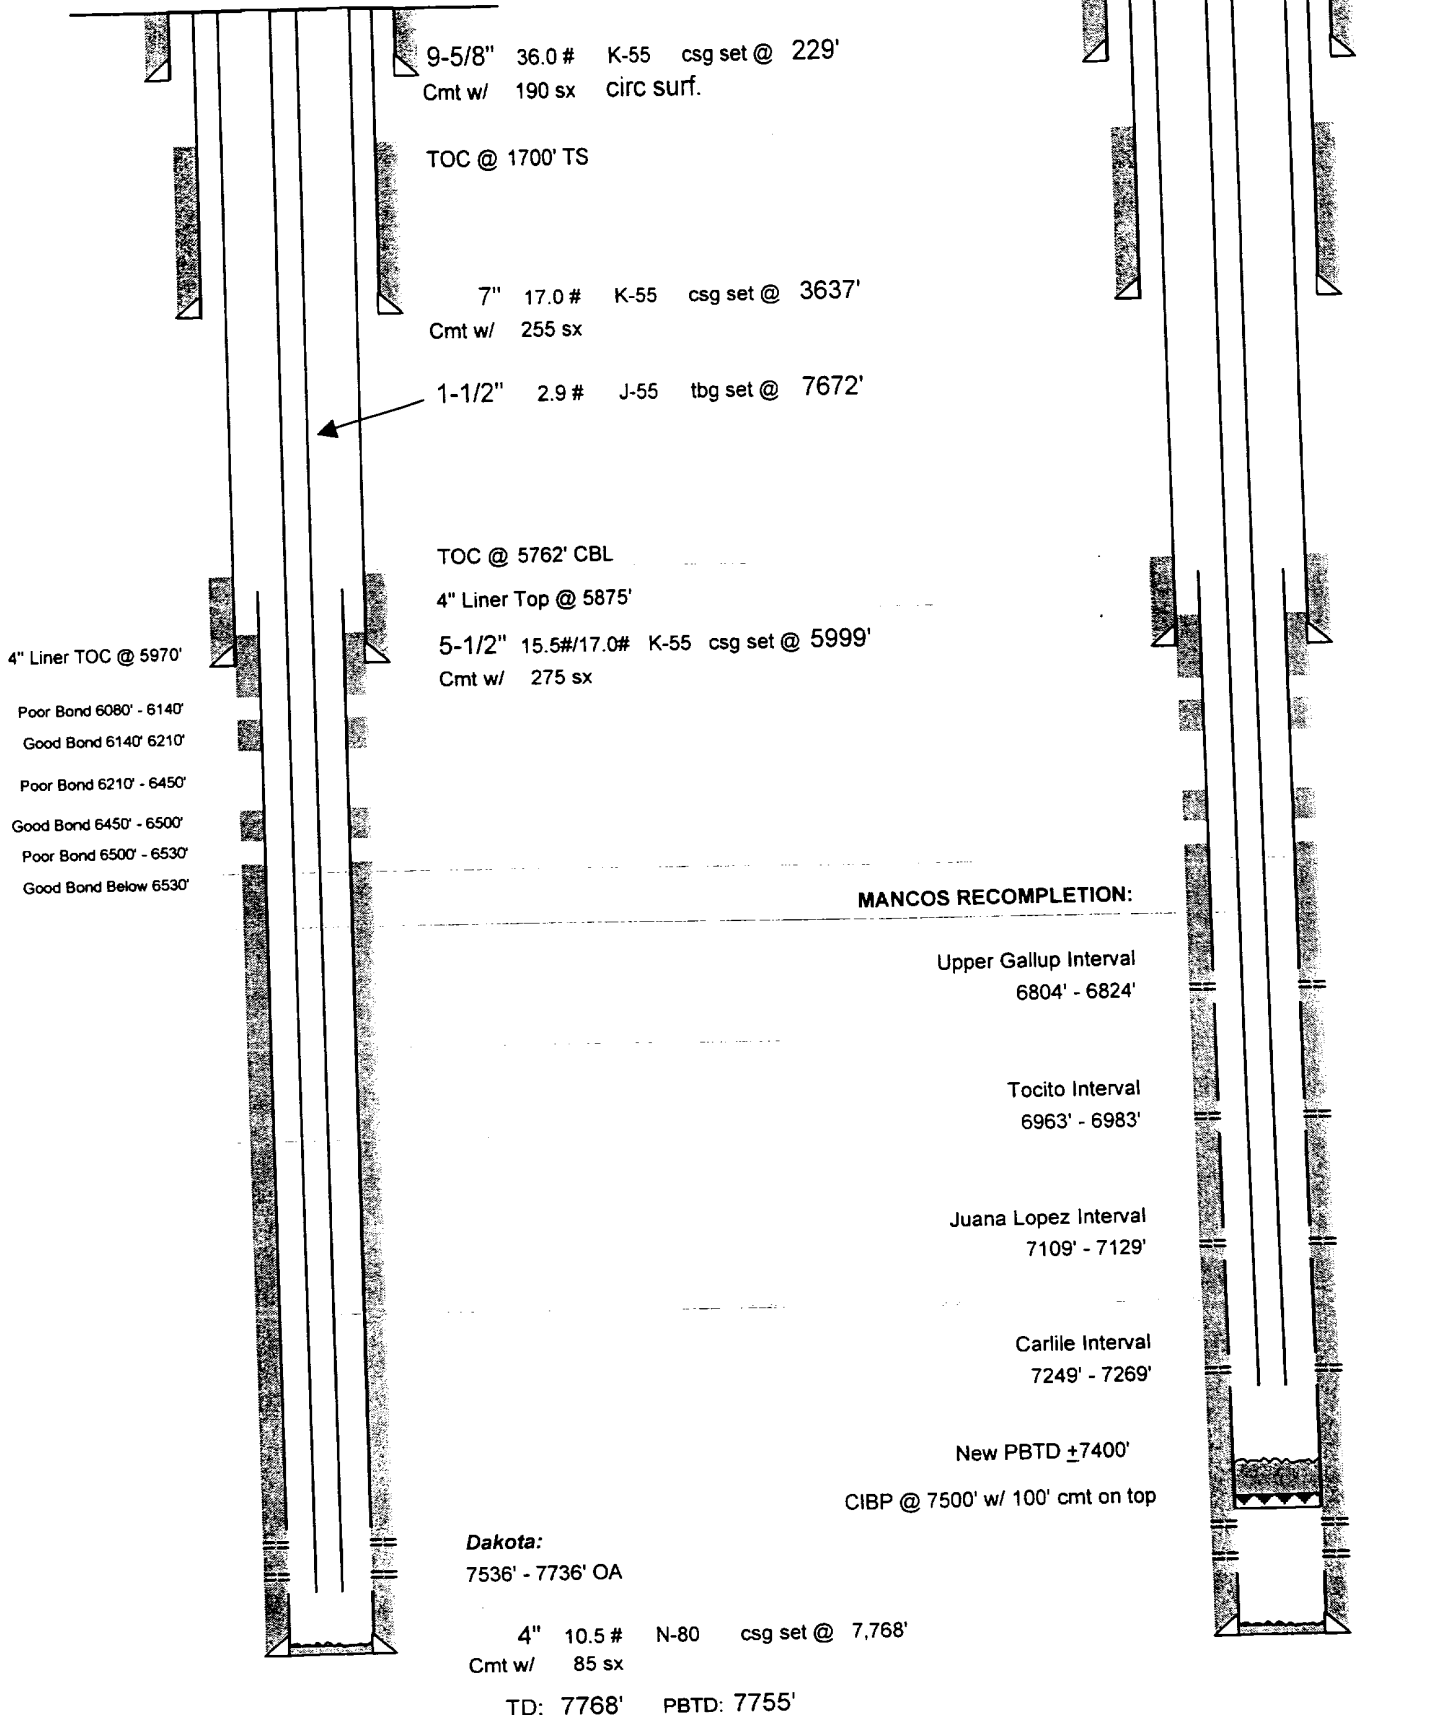 9-5/8" 36.0 # K-55 csg set @ 229'
Cmt w/ 190 sx circ surf.
TOC @ 1700' TS
7" 17.0 # K-55 csg set @ 3637'
Cmt w/ 255 sx
1-1/2" 2.9 # J-55 tbg set @ 7672'
TOC @ 5762' CBL
4" Liner Top @ 5875'
5-1/2" 15.5#/17.0# K-55 csg set @ 5999'
Cmt w/ 275 sx
4" Liner TOC @ 5970'
Poor Bond 6080' - 6140'
Good Bond 6140' 6210'
Poor Bond 6210' - 6450'
Good Bond 6450' - 6500'
Poor Bond 6500' - 6530'
Good Bond Below 6530'
MANCOS RECOMPLETION:
Upper Gallup Interval
6804' - 6824'
Tocito Interval
6963' - 6983'
Juana Lopez Interval
7109' - 7129'
Carlile Interval
7249' - 7269'
New PBTD ±7400'
CIBP @ 7500' w/ 100' cmt on top
Dakota:
7536' - 7736' OA
4" 10.5 # N-80 csg set @ 7,768'
Cmt w/ 85 sx
TD: 7768' PBTD: 7755'